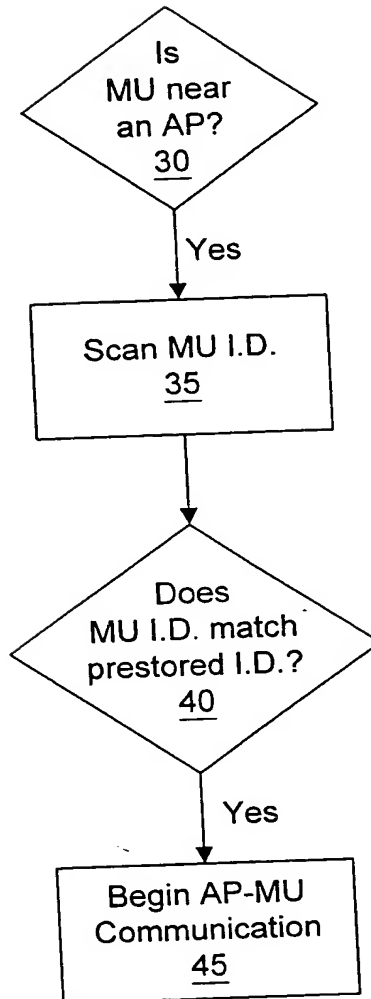 Is
MU near
an AP?
30
Yes
Scan MU I.D.
35
Does
MU I.D. match
prestored I.D.?
40
Yes
Begin AP-MU
Communication
45